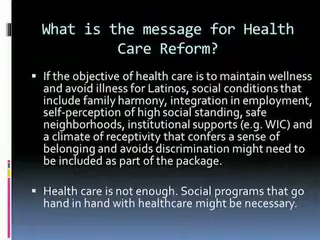 What is the message for Health
Care Reform?
If the objective of health care is to maintain wellness
and avoid illness for Latinos, social conditions that
include family harmony, integration in employment,
self-perception of high social standing, safe
neighborhoods, institutional supports (e.g. WIC) and
a climate of receptivity that confers a sense of
belonging and avoids discrimination might need to
be included as part of the package.
Health care is not enough. Social programs that go
hand in hand with healthcare might be necessary.